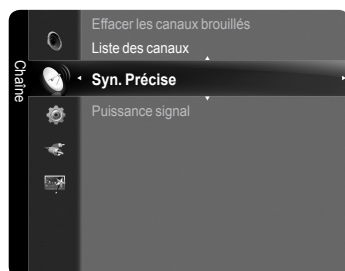 Chaîne
Effacer les canaux brouillés
Liste des canaux
Syn. Précise
Puissance signal